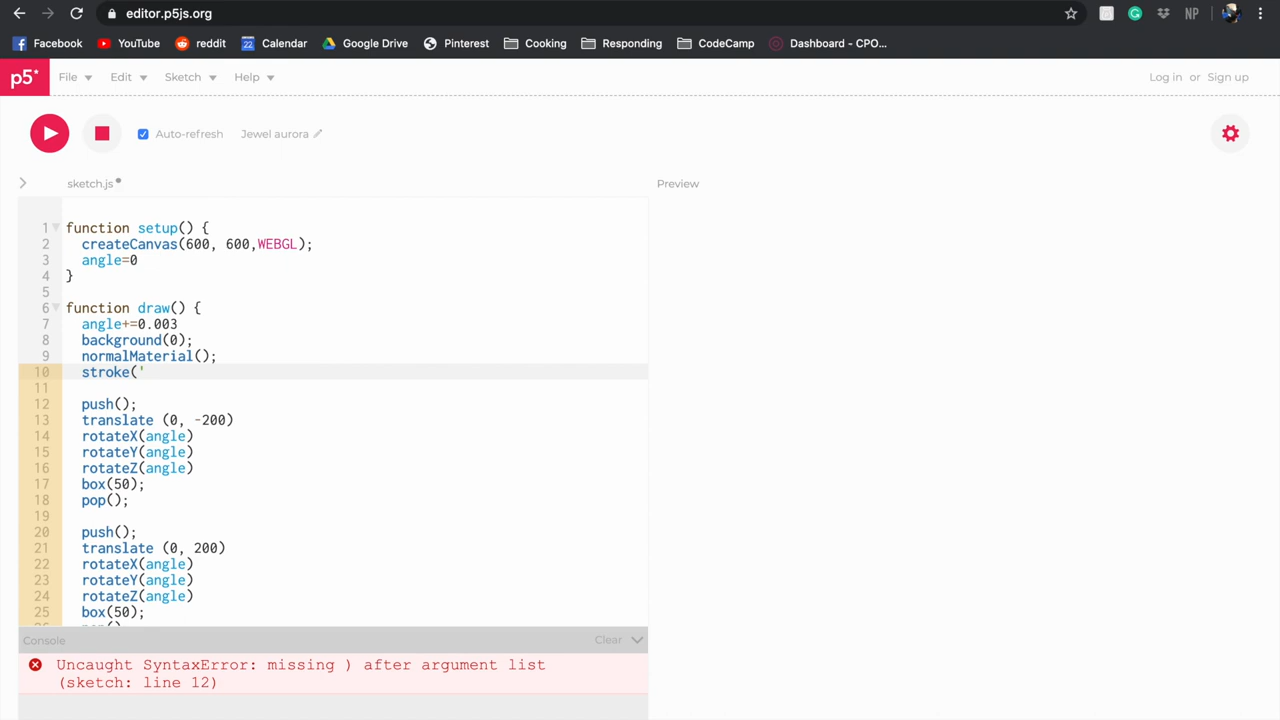 editor.p5js.org
NP
Facebook YouTube reddit 22 Calendar Google Drive Pinterest Cooking Responding CodeCamp Dashboard - CPO...
p5* File Edit Sketch Help Log in or Sign up
Auto-refresh Jewel aurora
sketch.js Preview
1 function setup() {
2 createCanvas(600, 600,WEBGL);
3 angle=0
4 }
5
6 function draw() {
7 angle+=0.003
8 background(0);
9 normalMaterial();
10 stroke('
11
12 push();
13 translate (0, -200)
14 rotateX(angle)
15 rotateY(angle)
16 rotateZ(angle)
17 box(50);
18 pop();
19
20 push();
21 translate (0, 200)
22 rotateX(angle)
23 rotateY(angle)
24 rotateZ(angle)
25 box(50);
Console Clear
Uncaught SyntaxError: missing ) after argument list
(sketch: line 12)